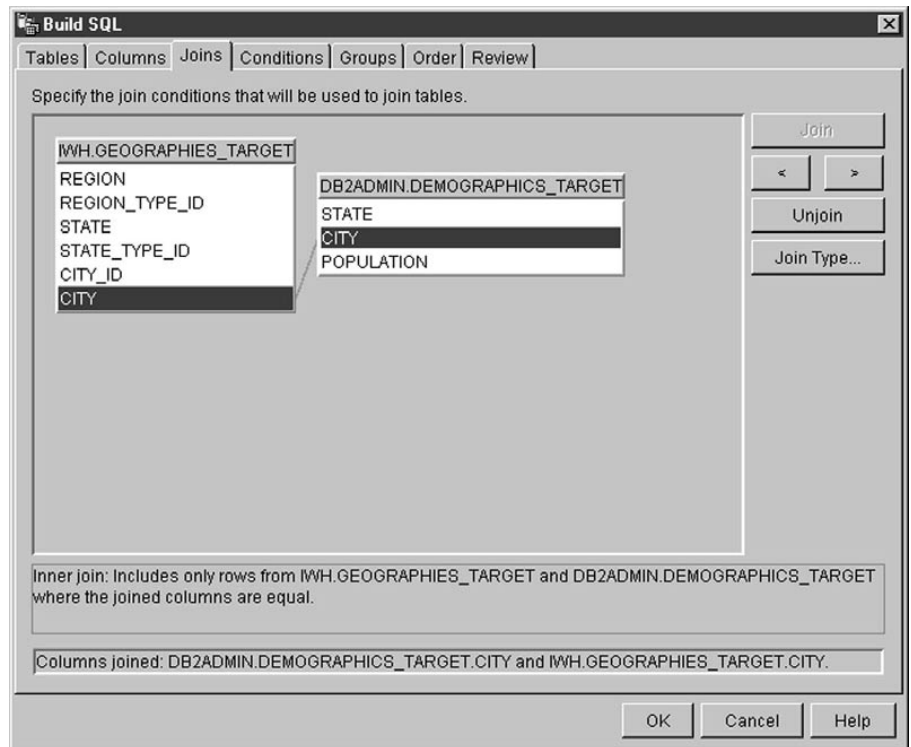 Build SQL
Tables Columns Joins Conditions Groups Order Review
Specify the join conditions that will be used to join tables.
IWH.GEOGRAPHIES_TARGET
REGION
REGION_TYPE_ID
STATE
STATE_TYPE_ID
CITY_ID
CITY
DB2ADMIN.DEMOGRAPHICS_TARGET
STATE
CITY
POPULATION
Join
< >
Unjoin
Join Type...
Inner join: Includes only rows from IWH.GEOGRAPHIES_TARGET and DB2ADMIN.DEMOGRAPHICS_TARGET
where the joined columns are equal.
Columns joined: DB2ADMIN.DEMOGRAPHICS_TARGET.CITY and IWH.GEOGRAPHIES_TARGET.CITY.
OK Cancel Help